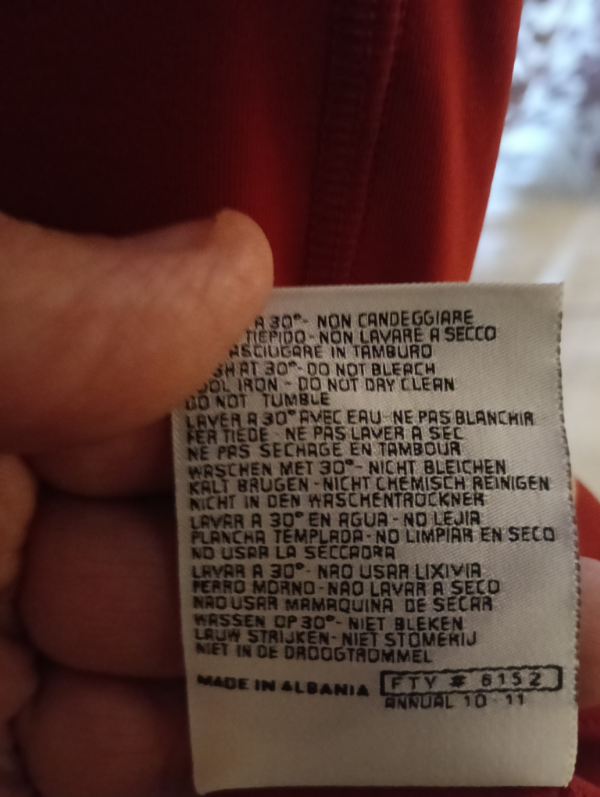 A 30°- NON CANDEGGIARE
TIEPIDO - NON LAVARE A SECCO
ASCIUGARE IN TAMBURO
AT 30°- DO NOT BLEACH
IRON - DO NOT DRY CLEAN
DO NOT TUMBLE
LAVER A 30° AVEC EAU - NE PAS BLANCHIR
FER TIEDE - NE PAS LAVER A SEC
NE PAS SECHAGE EN TAMBOUR
WASCHEN MET 30°- NICHT BLEICHEN
KALT BRUGEN - NICHT CHEMISCH REINIGEN
NICHT IN DEN WASCHENTROCKNER
LAVAR A 30° EN AGUA - NO LEJIA
PLANCHA TEMPLADA - NO LIMPIAR EN SECO
NO USAR LA SECCADRA
LAVAR A 30°- NAO USAR LIXIVIA
FERRO MORNO - NAO LAVAR A SECO
NAO USAR MAMAQUINA DE SECAR
WASSEN OP 30°- NIET BLEKEN
LAUW STRIJKEN - NIET STOMERIJ
NIET IN DE DROOGTROMMEL
MADE IN ALBANIA FTY # 6152
ANNUAL 10 - 11